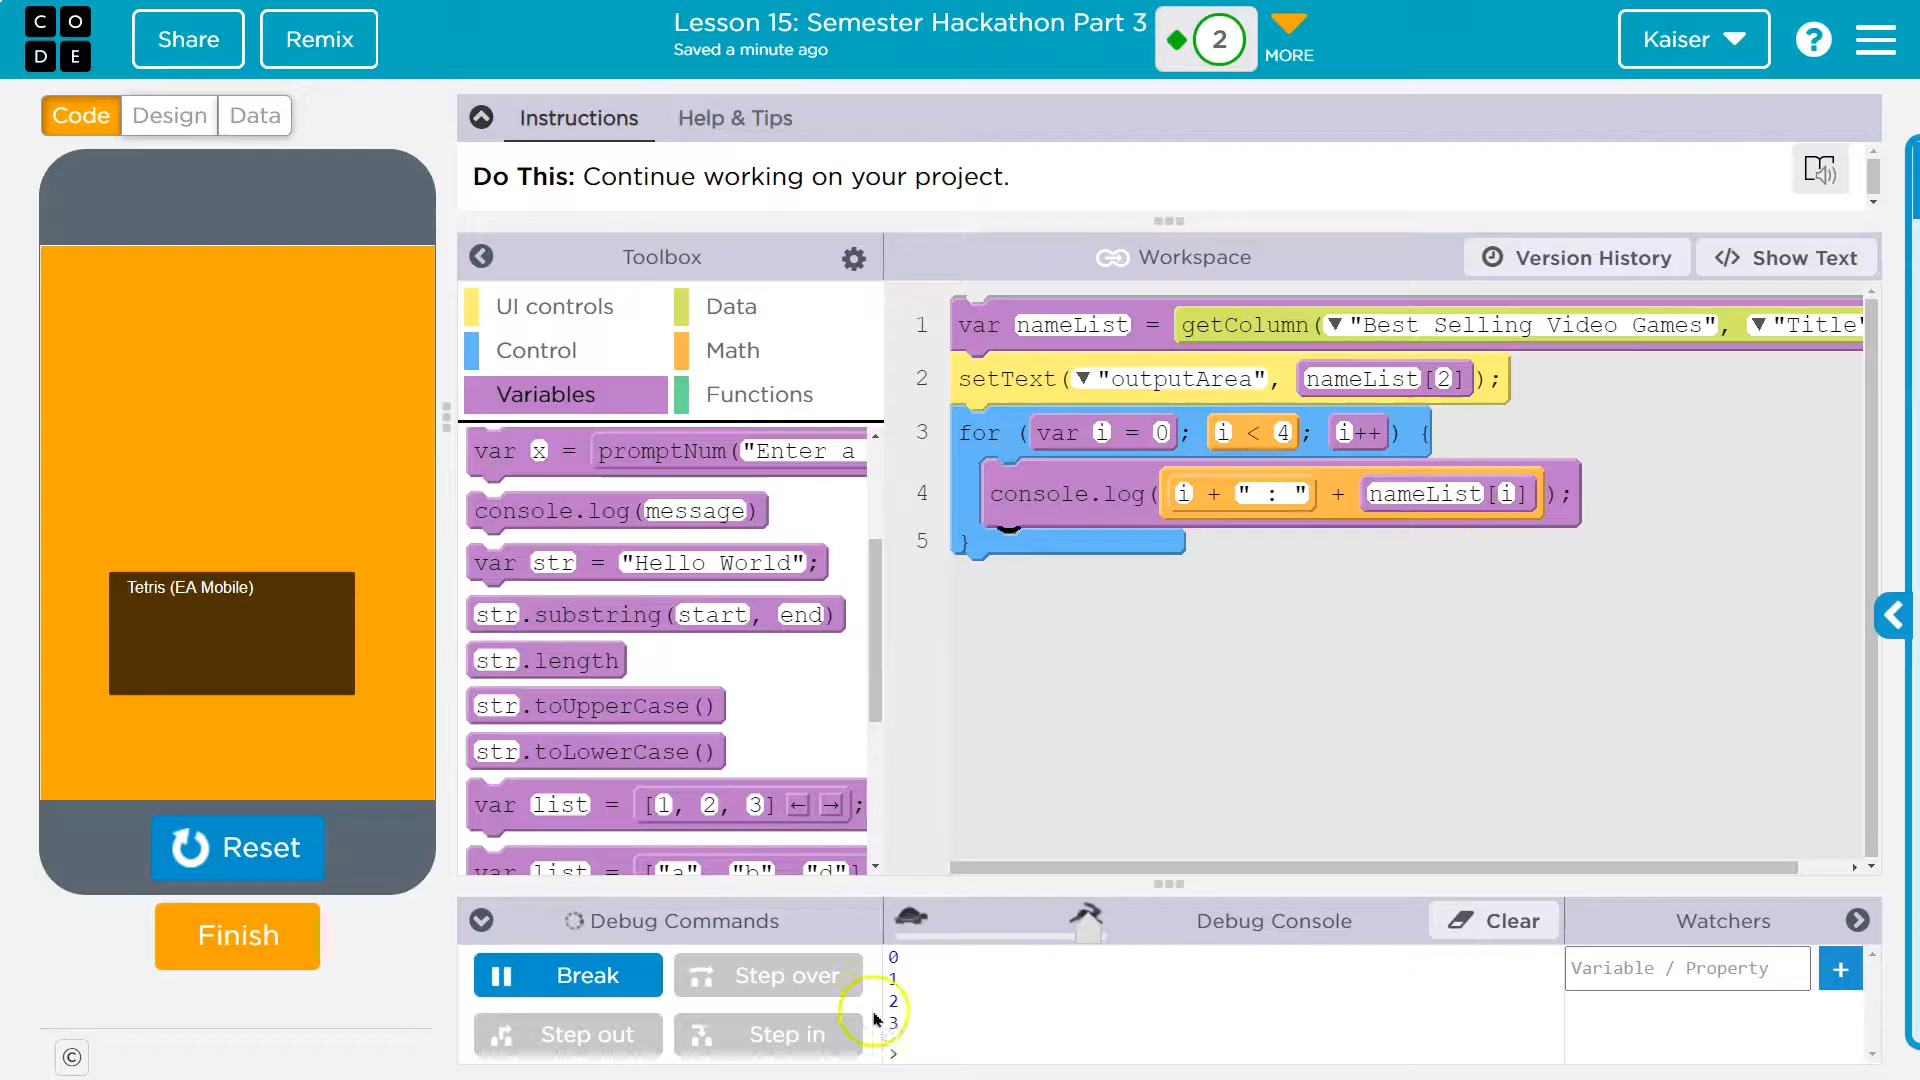 CODE
Share
Remix
Lesson 15: Semester Hackathon Part 3
Saved a minute ago
2
MORE
Kaiser
?
Code
Design
Data
Instructions
Help & Tips
Do This: Continue working on your project.
Toolbox
Workspace
Version History
</> Show Text
UI controls
Data
Control
Math
Variables
Functions
var x = promptNum("Enter a
console.log(message)
var str = "Hello World";
str.substring(start, end)
str.length
str.toUpperCase()
str.toLowerCase()
var list = [1, 2, 3] ← → ;
var list = ["a", "b", "d"]
1 var nameList = getColumn(▼"Best Selling Video Games", ▼"Title"
2 setText(▼"outputArea", nameList[2]);
3 for (var i = 0; i < 4; i++) {
4 console.log(i + " : " + nameList[i]);
5 }
Tetris (EA Mobile)
Reset
Finish
©
Debug Commands
Break
Step over
Step out
Step in
Debug Console
Clear
0
1
2
3
>
Watchers
Variable / Property
+